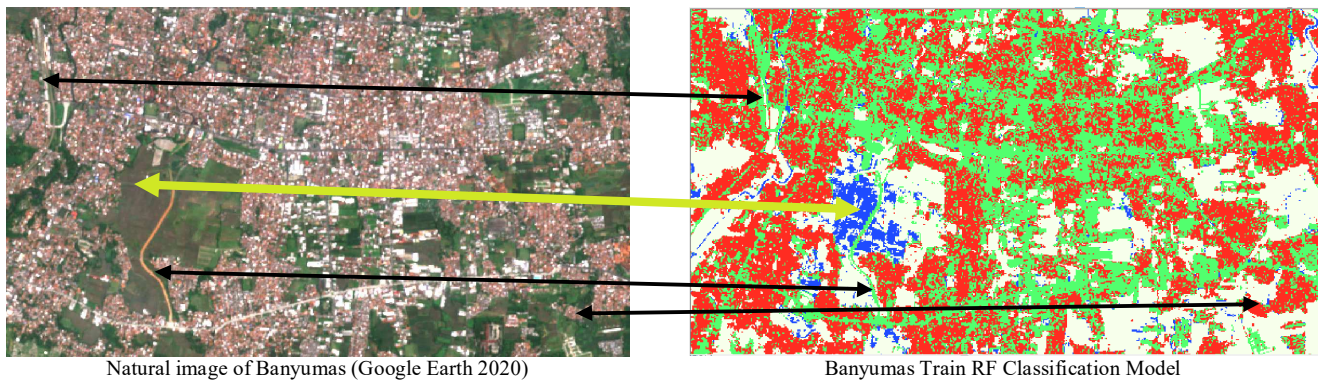 Natural image of Banyumas (Google Earth 2020)
Banyumas Train RF Classification Model